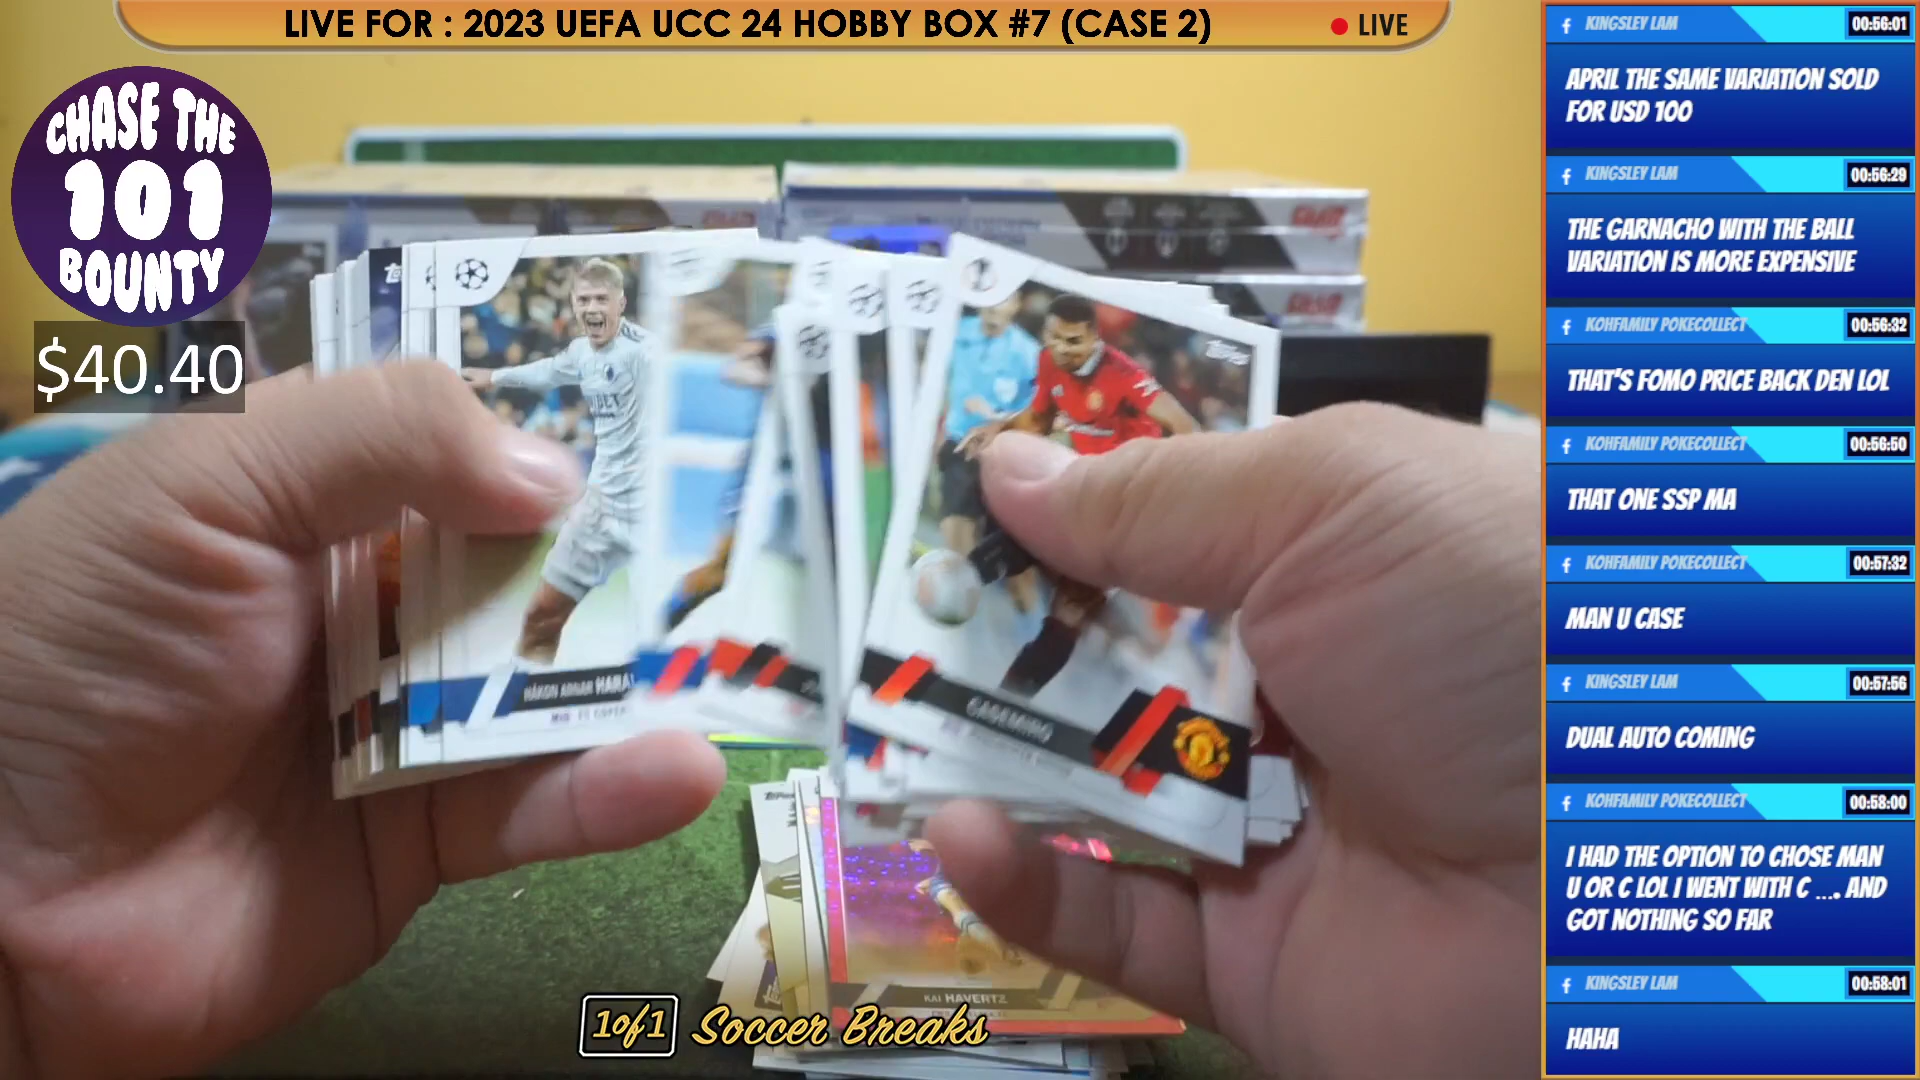 LIVE FOR : 2023 UEFA UCC 24 HOBBY BOX #7 (CASE 2)
LIVE
CHASE THE
101
BOUNTY
$40.40
KINGSLEY LAM
00:56:01
APRIL THE SAME VARIATION SOLD
FOR USD 100
KINGSLEY LAM
00:56:29
THE GARNACHO WITH THE BALL
VARIATION IS MORE EXPENSIVE
KOHFAMILY POKECOLLECT
00:56:32
THAT'S FOMO PRICE BACK DEN LOL
KOHFAMILY POKECOLLECT
00:56:50
THAT ONE SSP MA
KOHFAMILY POKECOLLECT
00:57:32
MAN U CASE
KINGSLEY LAM
00:57:56
DUAL AUTO COMING
KOHFAMILY POKECOLLECT
00:58:00
I HAD THE OPTION TO CHOSE MAN
U OR C LOL I WENT WITH C .... AND
GOT NOTHING SO FAR
KINGSLEY LAM
00:58:01
HAHA
topps
CASEMIRO
KAI HAVERTZ
1of1 Soccer Breaks